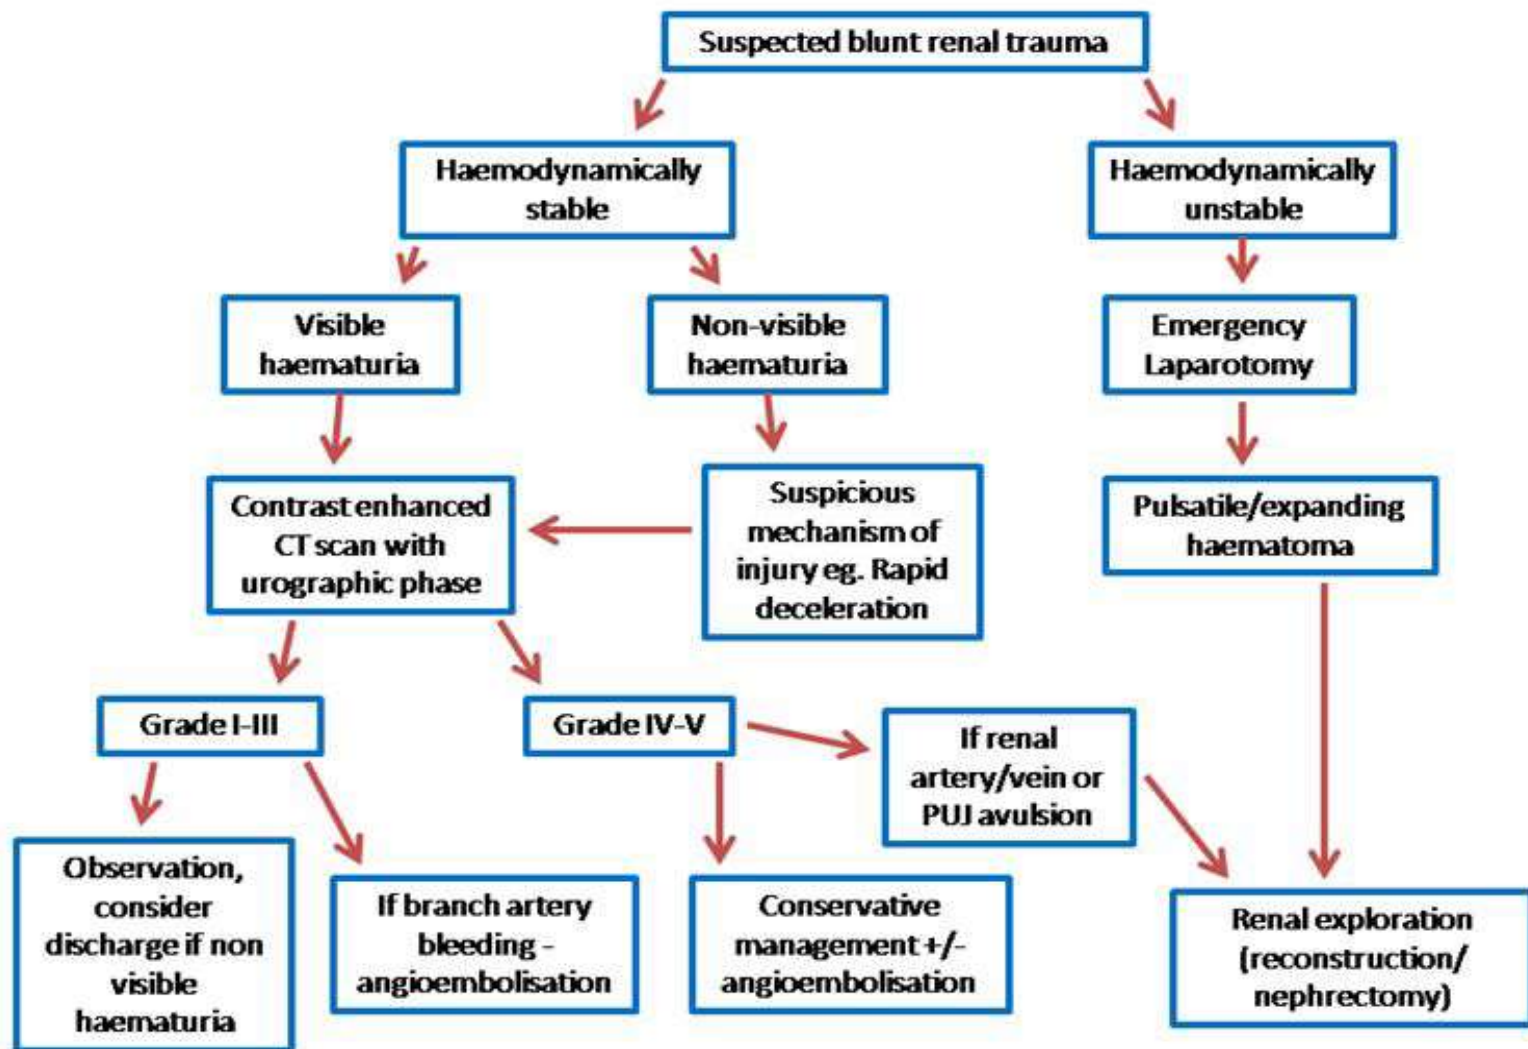 Suspected blunt renal trauma
Haemodynamically
stable
Haemodynamically
unstable
Visible
haematuria
Non-visible
haematuria
Emergency
Laparotomy
Contrast enhanced
CT scan with
urographic phase
Suspicious
mechanism of
injury eg. Rapid
deceleration
Pulsatile/expanding
haematoma
Grade I-III
Grade IV-V
If renal
artery/vein or
PUJ avulsion
Observation,
consider
discharge if non
visible
haematuria
If branch artery
bleeding -
angioembolisation
Conservative
management +/-
angioembolisation
Renal exploration
(reconstruction/
nephrectomy)